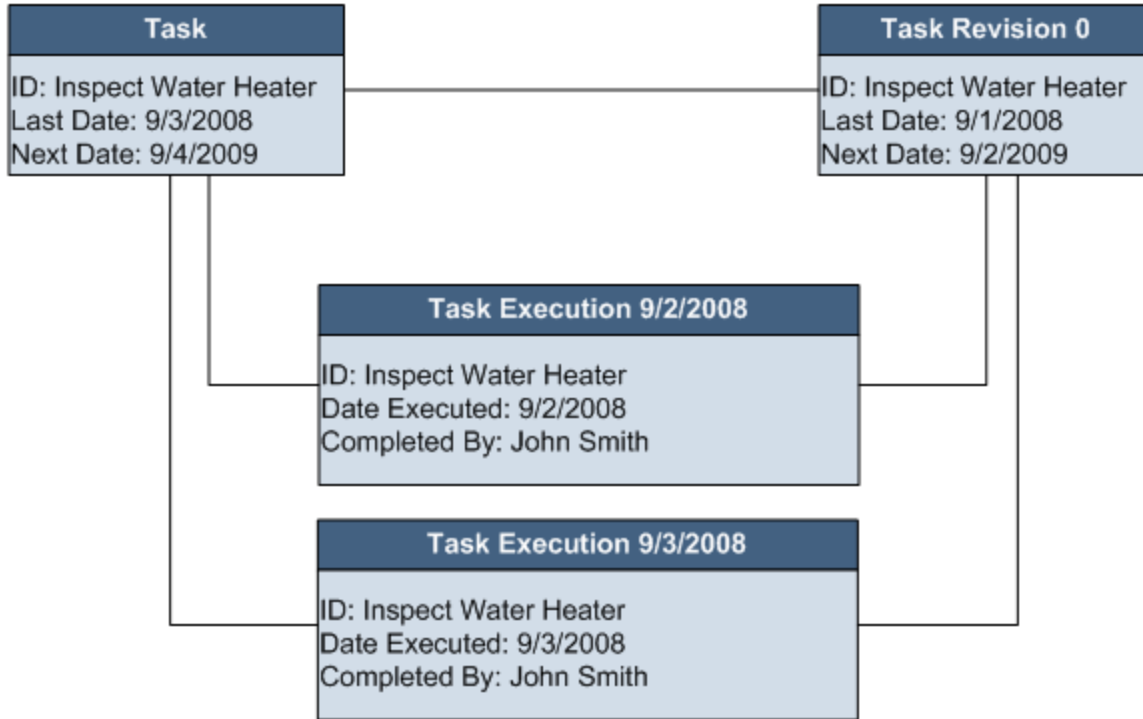 Task
ID: Inspect Water Heater
Last Date: 9/3/2008
Next Date: 9/4/2009
Task Revision 0
ID: Inspect Water Heater
Last Date: 9/1/2008
Next Date: 9/2/2009
Task Execution 9/2/2008
ID: Inspect Water Heater
Date Executed: 9/2/2008
Completed By: John Smith
Task Execution 9/3/2008
ID: Inspect Water Heater
Date Executed: 9/3/2008
Completed By: John Smith